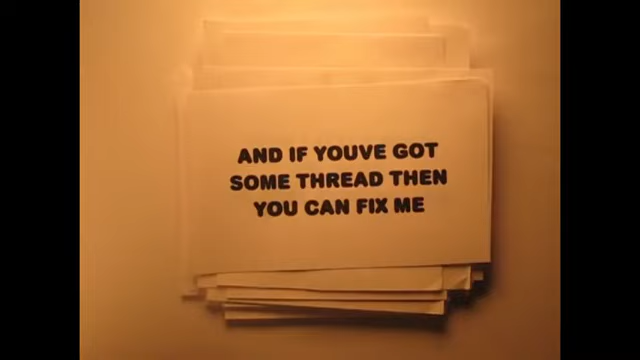 AND IF YOUVE GOT
SOME THREAD THEN
YOU CAN FIX ME